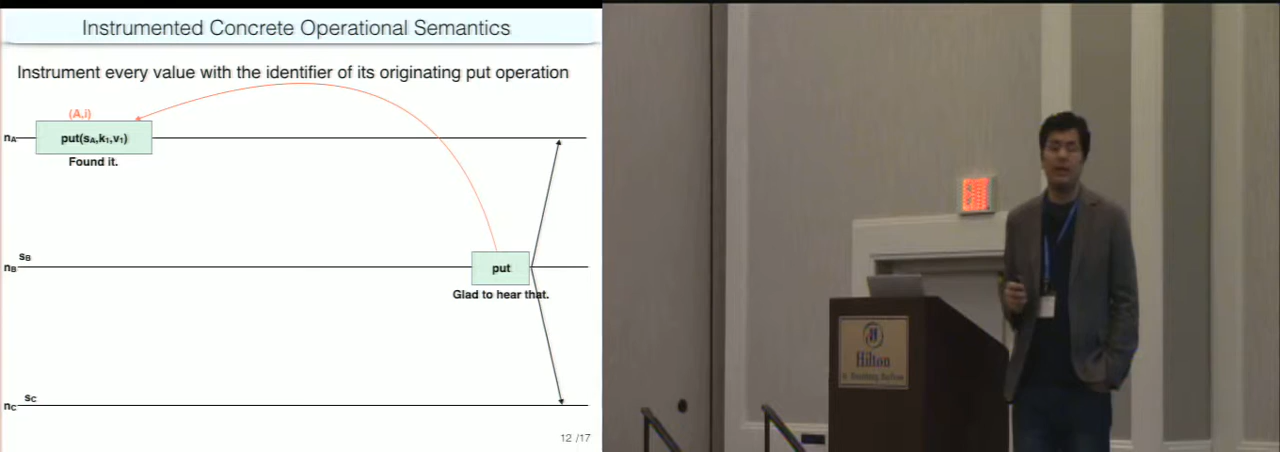 Instrumented Concrete Operational Semantics
Instrument every value with the identifier of its originating put operation
(A,i)
nA
put(sA,k1,v1)
Found it.
sB
nB
put
Glad to hear that.
sC
nC
12 /17
Hilton